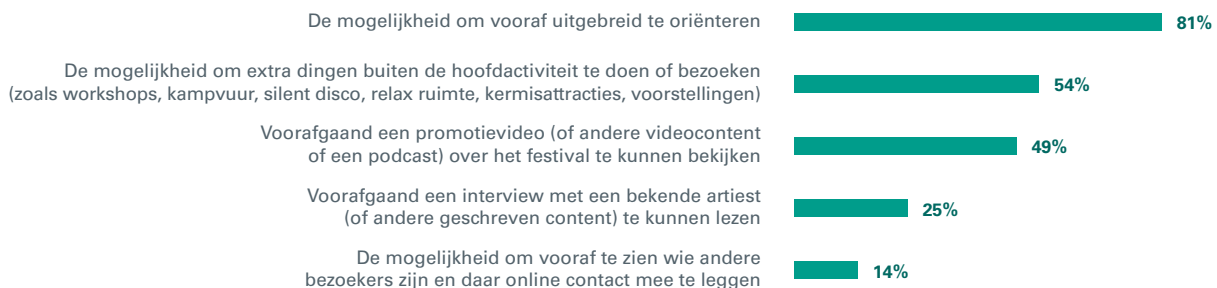 De mogelijkheid om vooraf uitgebreid te oriënteren
81%
De mogelijkheid om extra dingen buiten de hoofdactiviteit te doen of bezoeken
(zoals workshops, kampvuur, silent disco, relax ruimte, kermisattracties, voorstellingen)
54%
Voorafgaand een promotievideo (of andere videocontent
of een podcast) over het festival te kunnen bekijken
49%
Voorafgaand een interview met een bekende artiest
(of andere geschreven content) te kunnen lezen
25%
De mogelijkheid om vooraf te zien wie andere
bezoekers zijn en daar online contact mee te leggen
14%